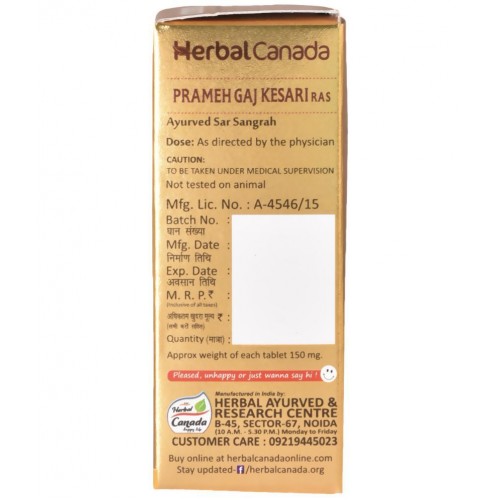 HerbalCanada
PRAMEH GAJ KESARI RAS
Ayurved Sar Sangrah
Dose: As directed by the physician
CAUTION:
TO BE TAKEN UNDER MEDICAL SUPERVISION
Not tested on animal
Mfg. Lic. No. : A-4546/15
Batch No. :
घान संख्या
Mfg. Date :
निर्माण तिथि
Exp. Date :
अवसान तिथि
M. R. P.₹ :
(Inclusive of all taxes)
अधिकतम खुदरा मूल्य ₹ :
(सभी करों सहित)
Quantity (मात्रा) :
Approx weight of each tablet 150 mg.
Pleased, unhappy or just wanna say hi !
Manufactured in India by:
HERBAL AYURVED &
RESEARCH CENTRE
B-45, SECTOR-67, NOIDA
(10 A.M. - 5.30 P.M.) Monday to Friday
Herbal
Canada
Happy Life
CUSTOMER CARE : 09219445023
Buy online at herbalcanadaonline.com
Stay updated-f/herbalcanada.org